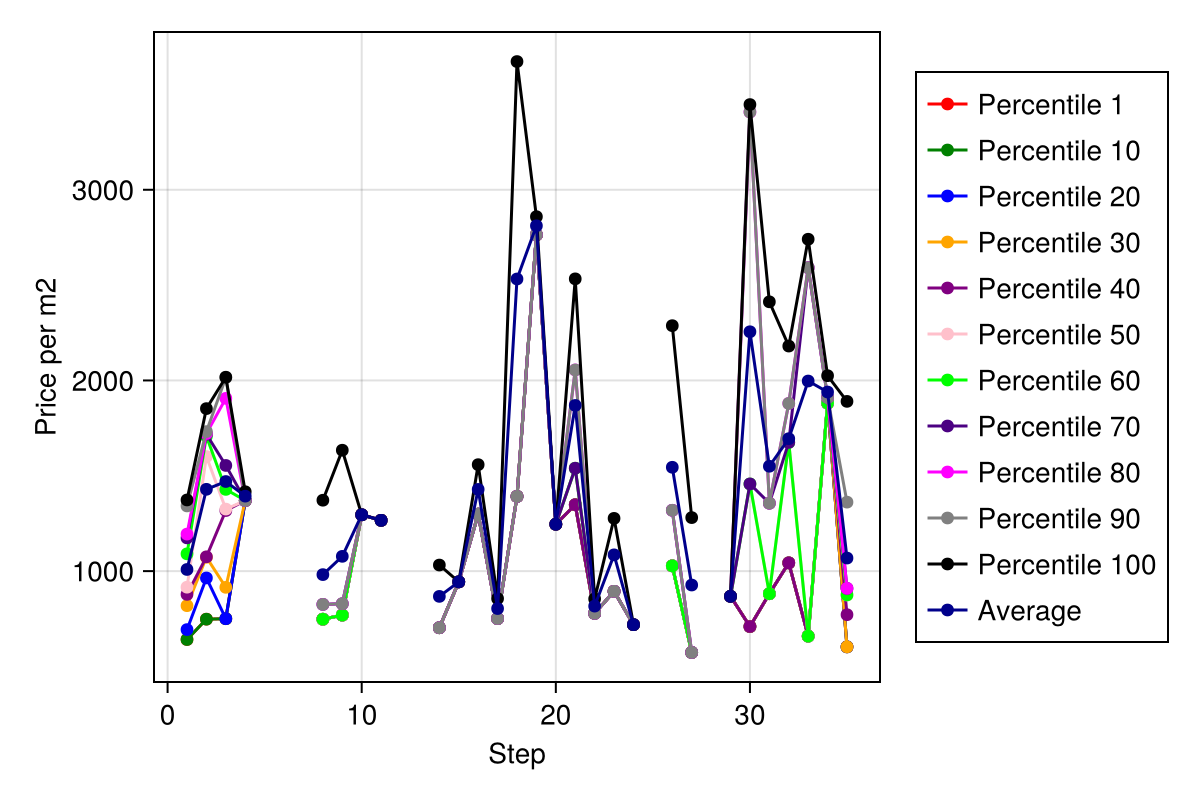 3000
2000
1000
Price per m2
0 10 20 30
Step
Percentile 1
Percentile 10
Percentile 20
Percentile 30
Percentile 40
Percentile 50
Percentile 60
Percentile 70
Percentile 80
Percentile 90
Percentile 100
Average